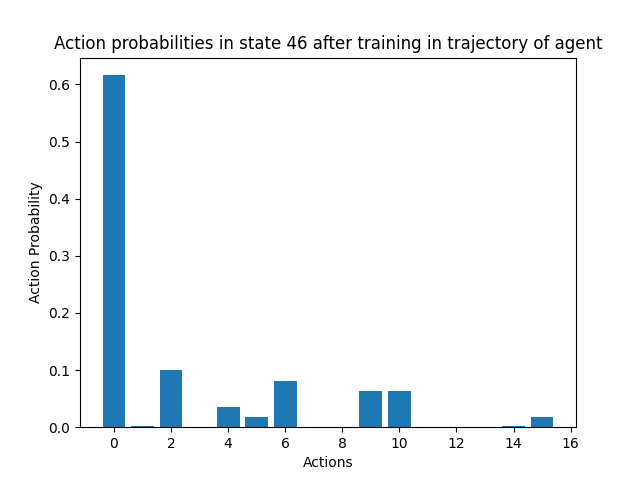 Action probabilities in state 46 after training in trajectory of agent
0.6
0.5
0.4
0.3
0.2
0.1
0.0
Action Probability
0 2 4 6 8 10 12 14 16
Actions